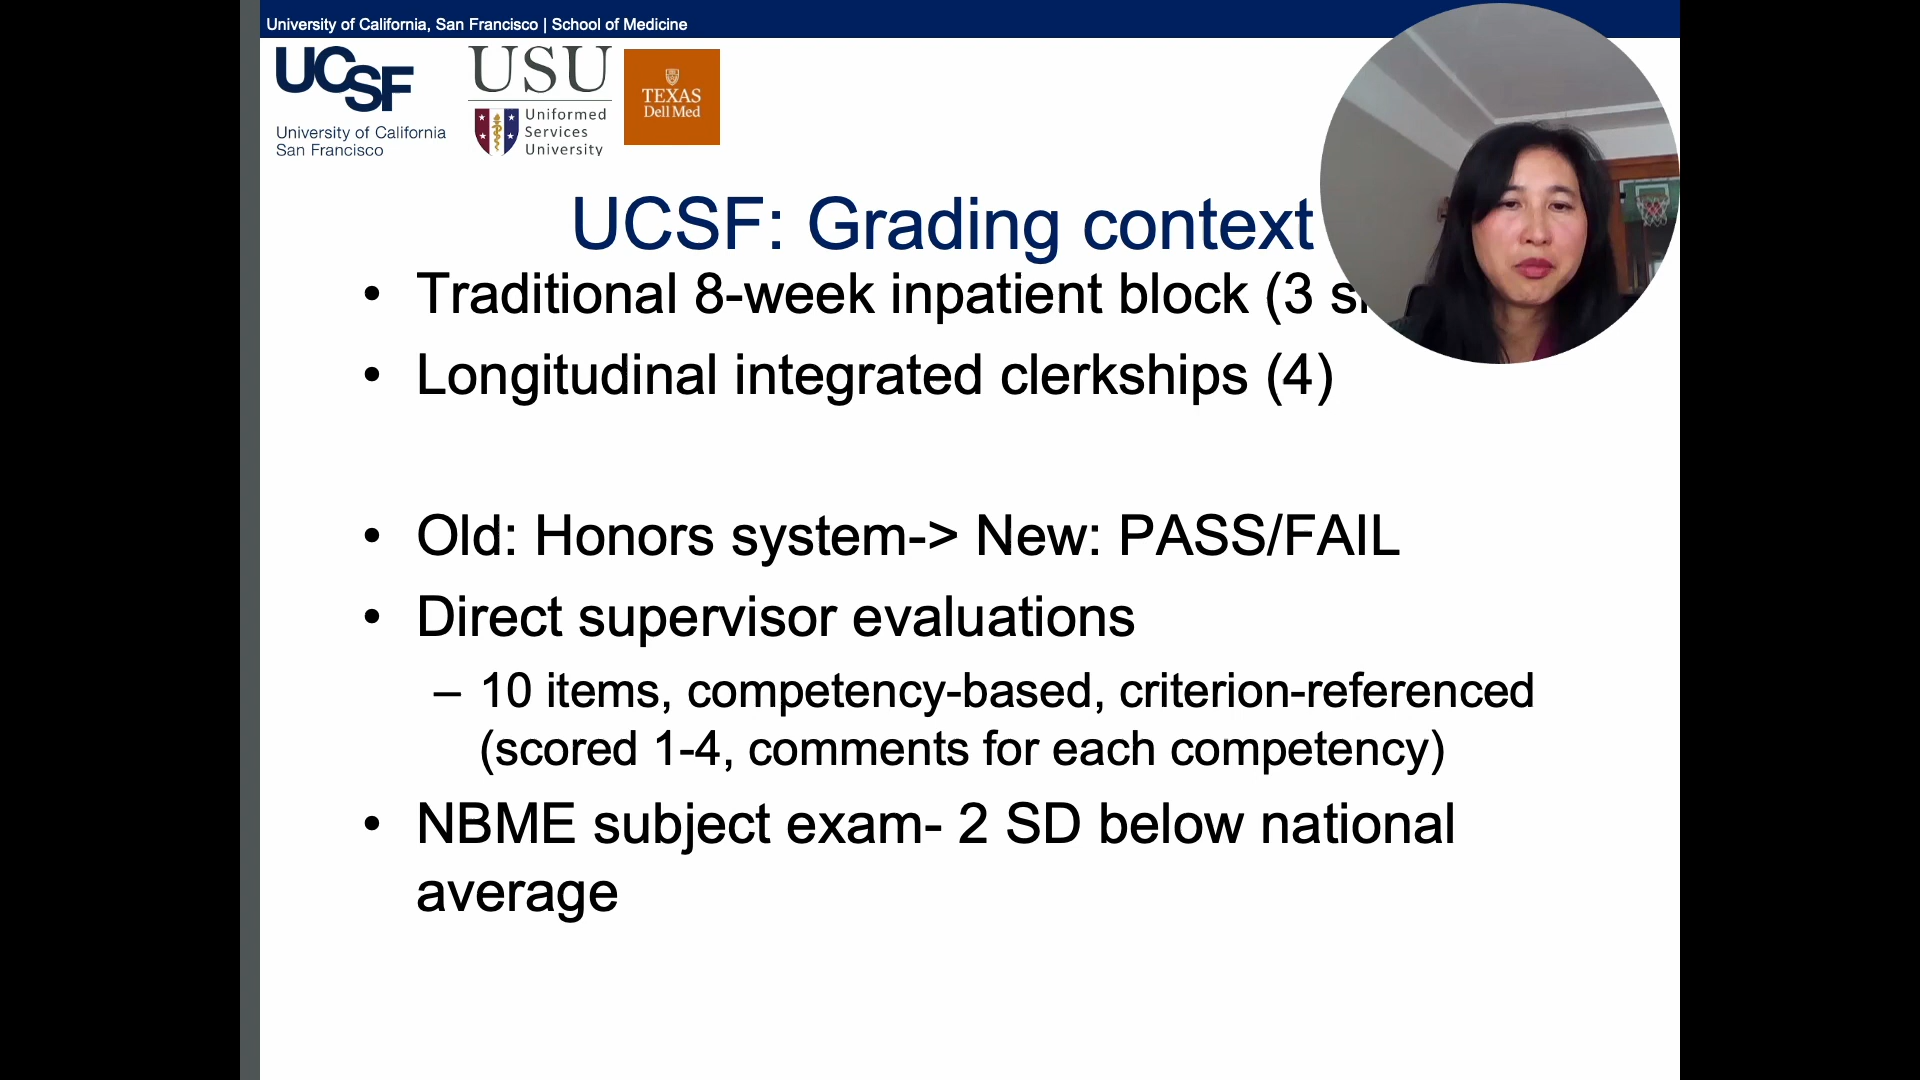 University of California, San Francisco | School of Medicine
UCSF
University of California
San Francisco
USU
Uniformed
Services
University
TEXAS
Dell Med
UCSF: Grading context
• Traditional 8-week inpatient block (3
• Longitudinal integrated clerkships (4)
• Old: Honors system-> New: PASS/FAIL
• Direct supervisor evaluations
– 10 items, competency-based, criterion-referenced
(scored 1-4, comments for each competency)
• NBME subject exam- 2 SD below national
average